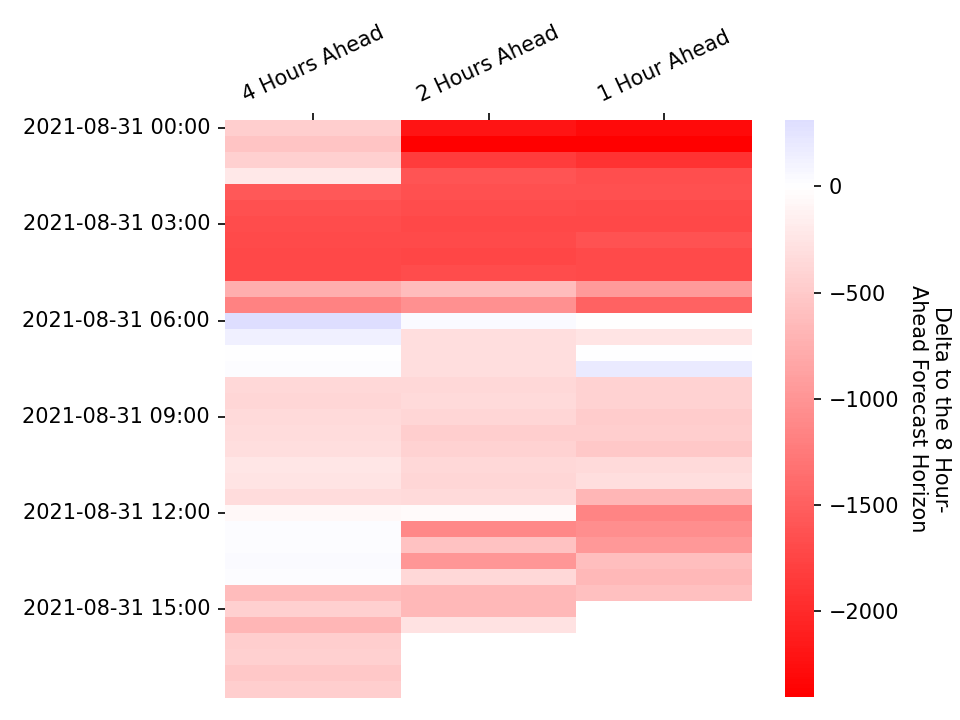 4 Hours Ahead
2 Hours Ahead
1 Hour Ahead
2021-08-31 00:00
2021-08-31 03:00
2021-08-31 06:00
2021-08-31 09:00
2021-08-31 12:00
2021-08-31 15:00
0
−500
−1000
−1500
−2000
Delta to the 8 Hour-
Ahead Forecast Horizon